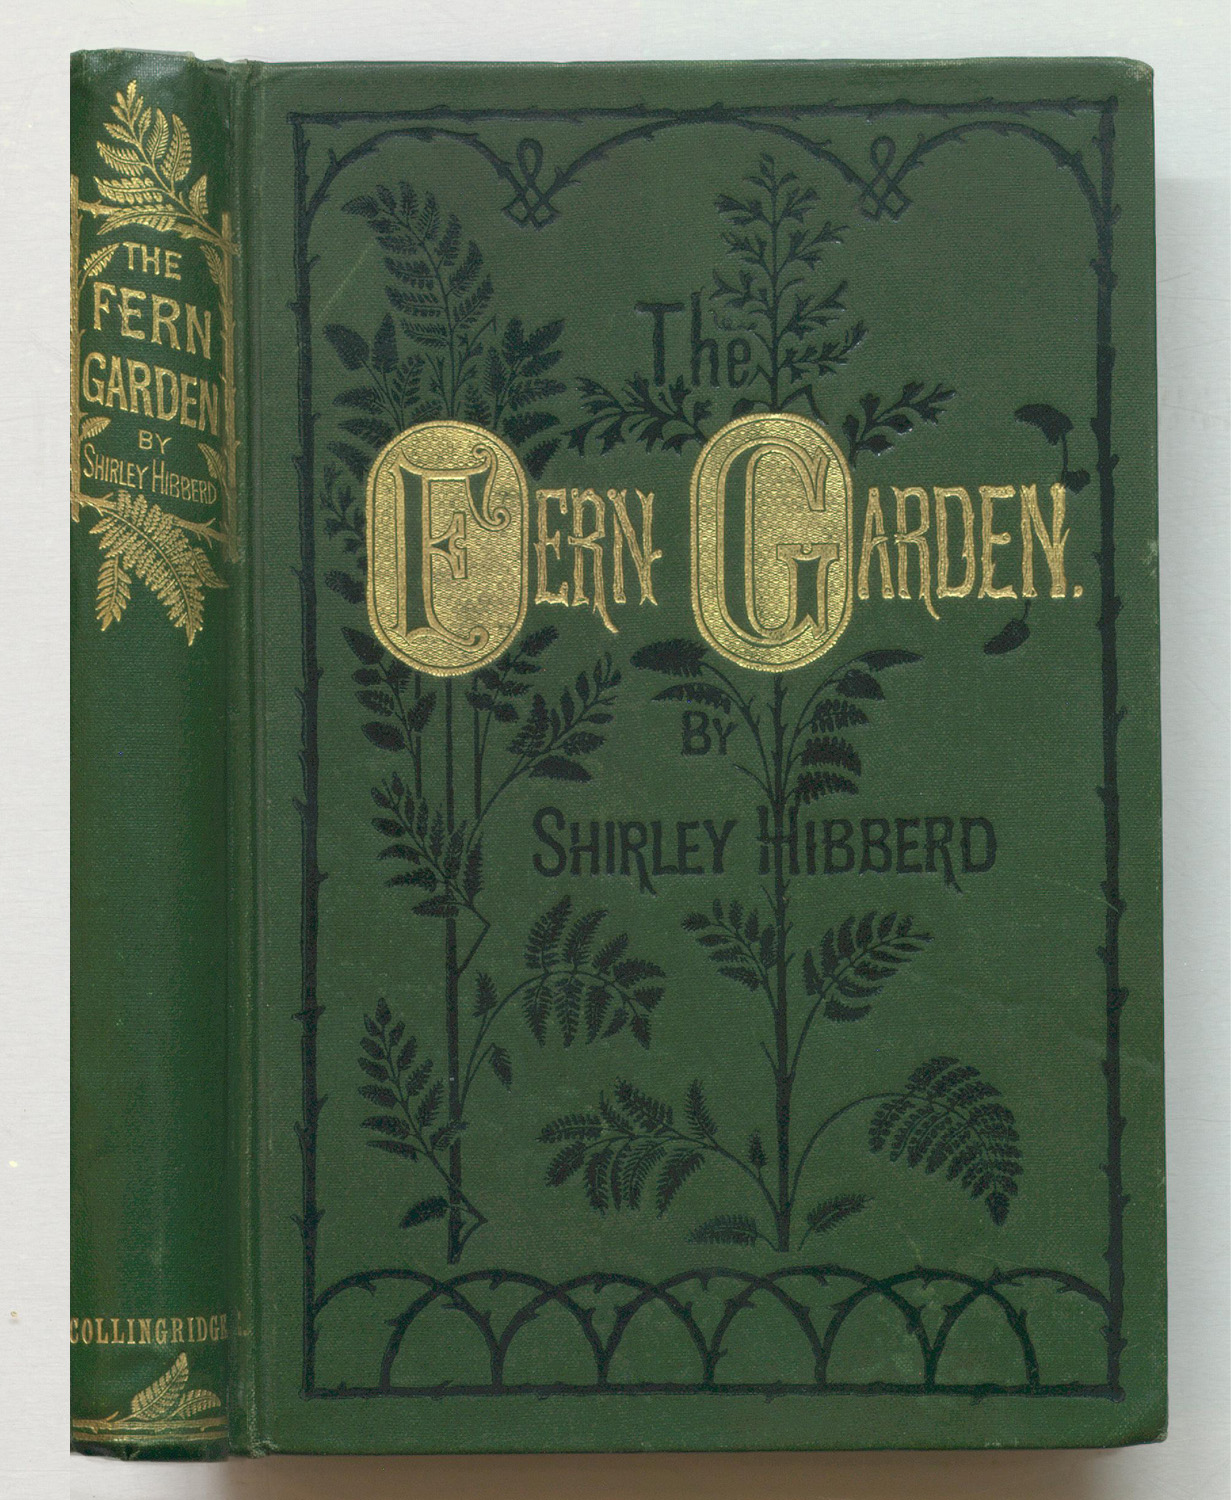 THE
FERN
GARDEN
BY
SHIRLEY HIBBERD
COLLINGRIDGE
The
FERN GARDEN.
BY
SHIRLEY HIBBERD